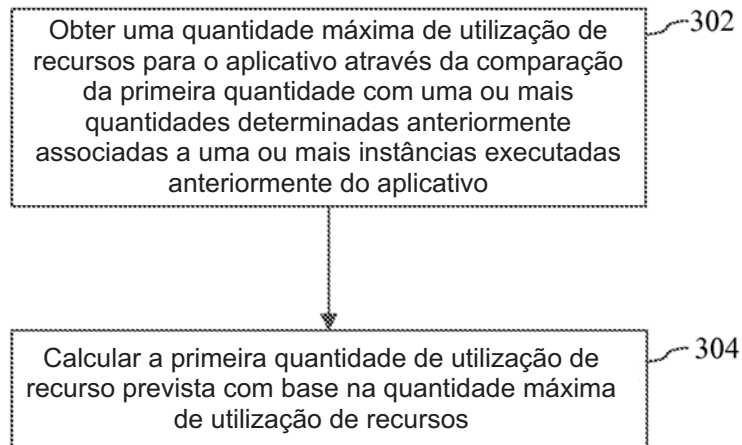 Obter uma quantidade máxima de utilização de
recursos para o aplicativo através da comparação
da primeira quantidade com uma ou mais
quantidades determinadas anteriormente
associadas a uma ou mais instâncias executadas
anteriormente do aplicativo
302
Calcular a primeira quantidade de utilização de
recurso prevista com base na quantidade máxima
de utilização de recursos
304